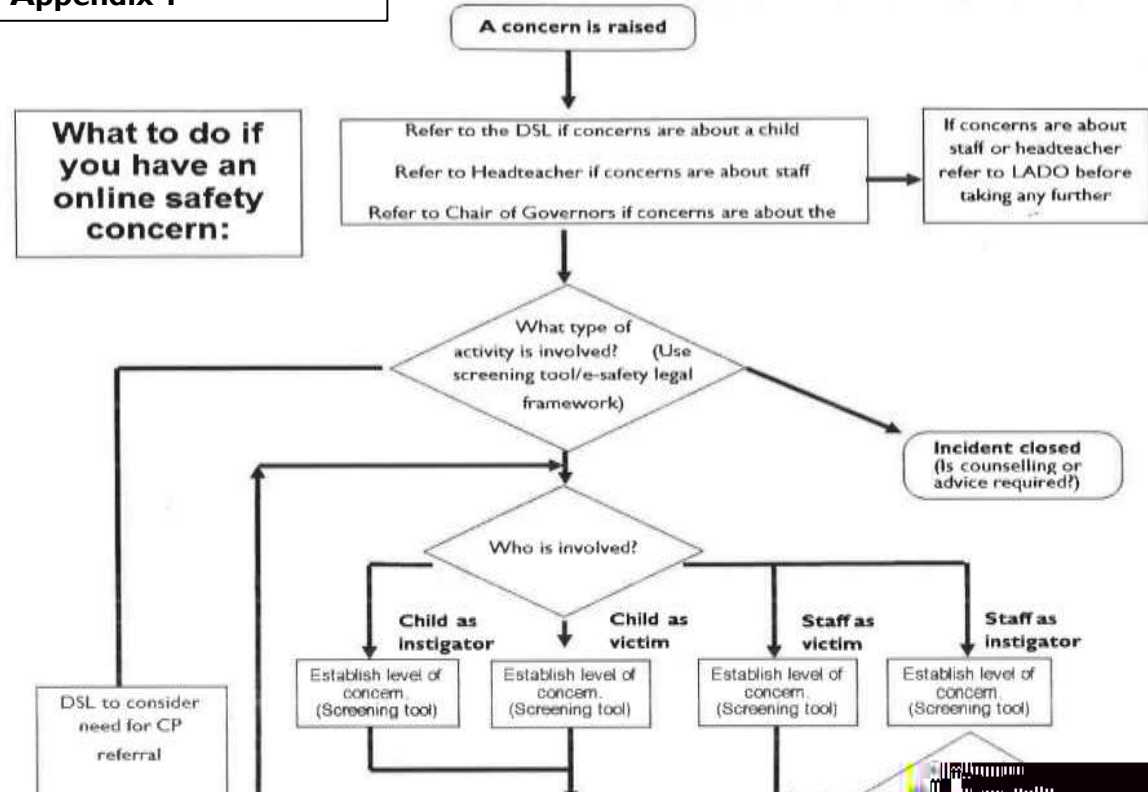 A concern is raised
What to do if
you have an
online safety
concern:
Refer to the DSL if concerns are about a child
Refer to Headteacher if concerns are about staff
Refer to Chair of Governors if concerns are about the
If concerns are about
staff or headteacher
refer to LADO before
taking any further
What type of
activity is involved? (Use
screening tool/e-safety legal
framework)
Incident closed
(Is counselling or
advice required?)
Who is involved?
Child as
instigator
Child as
victim
Staff as
victim
Staff as
instigator
Establish level of
concern.
(Screening tool)
Establish level of
concern.
(Screening tool)
Establish level of
concern.
(Screening tool)
Establish level of
concern.
(Screening tool)
DSL to consider
need for CP
referral